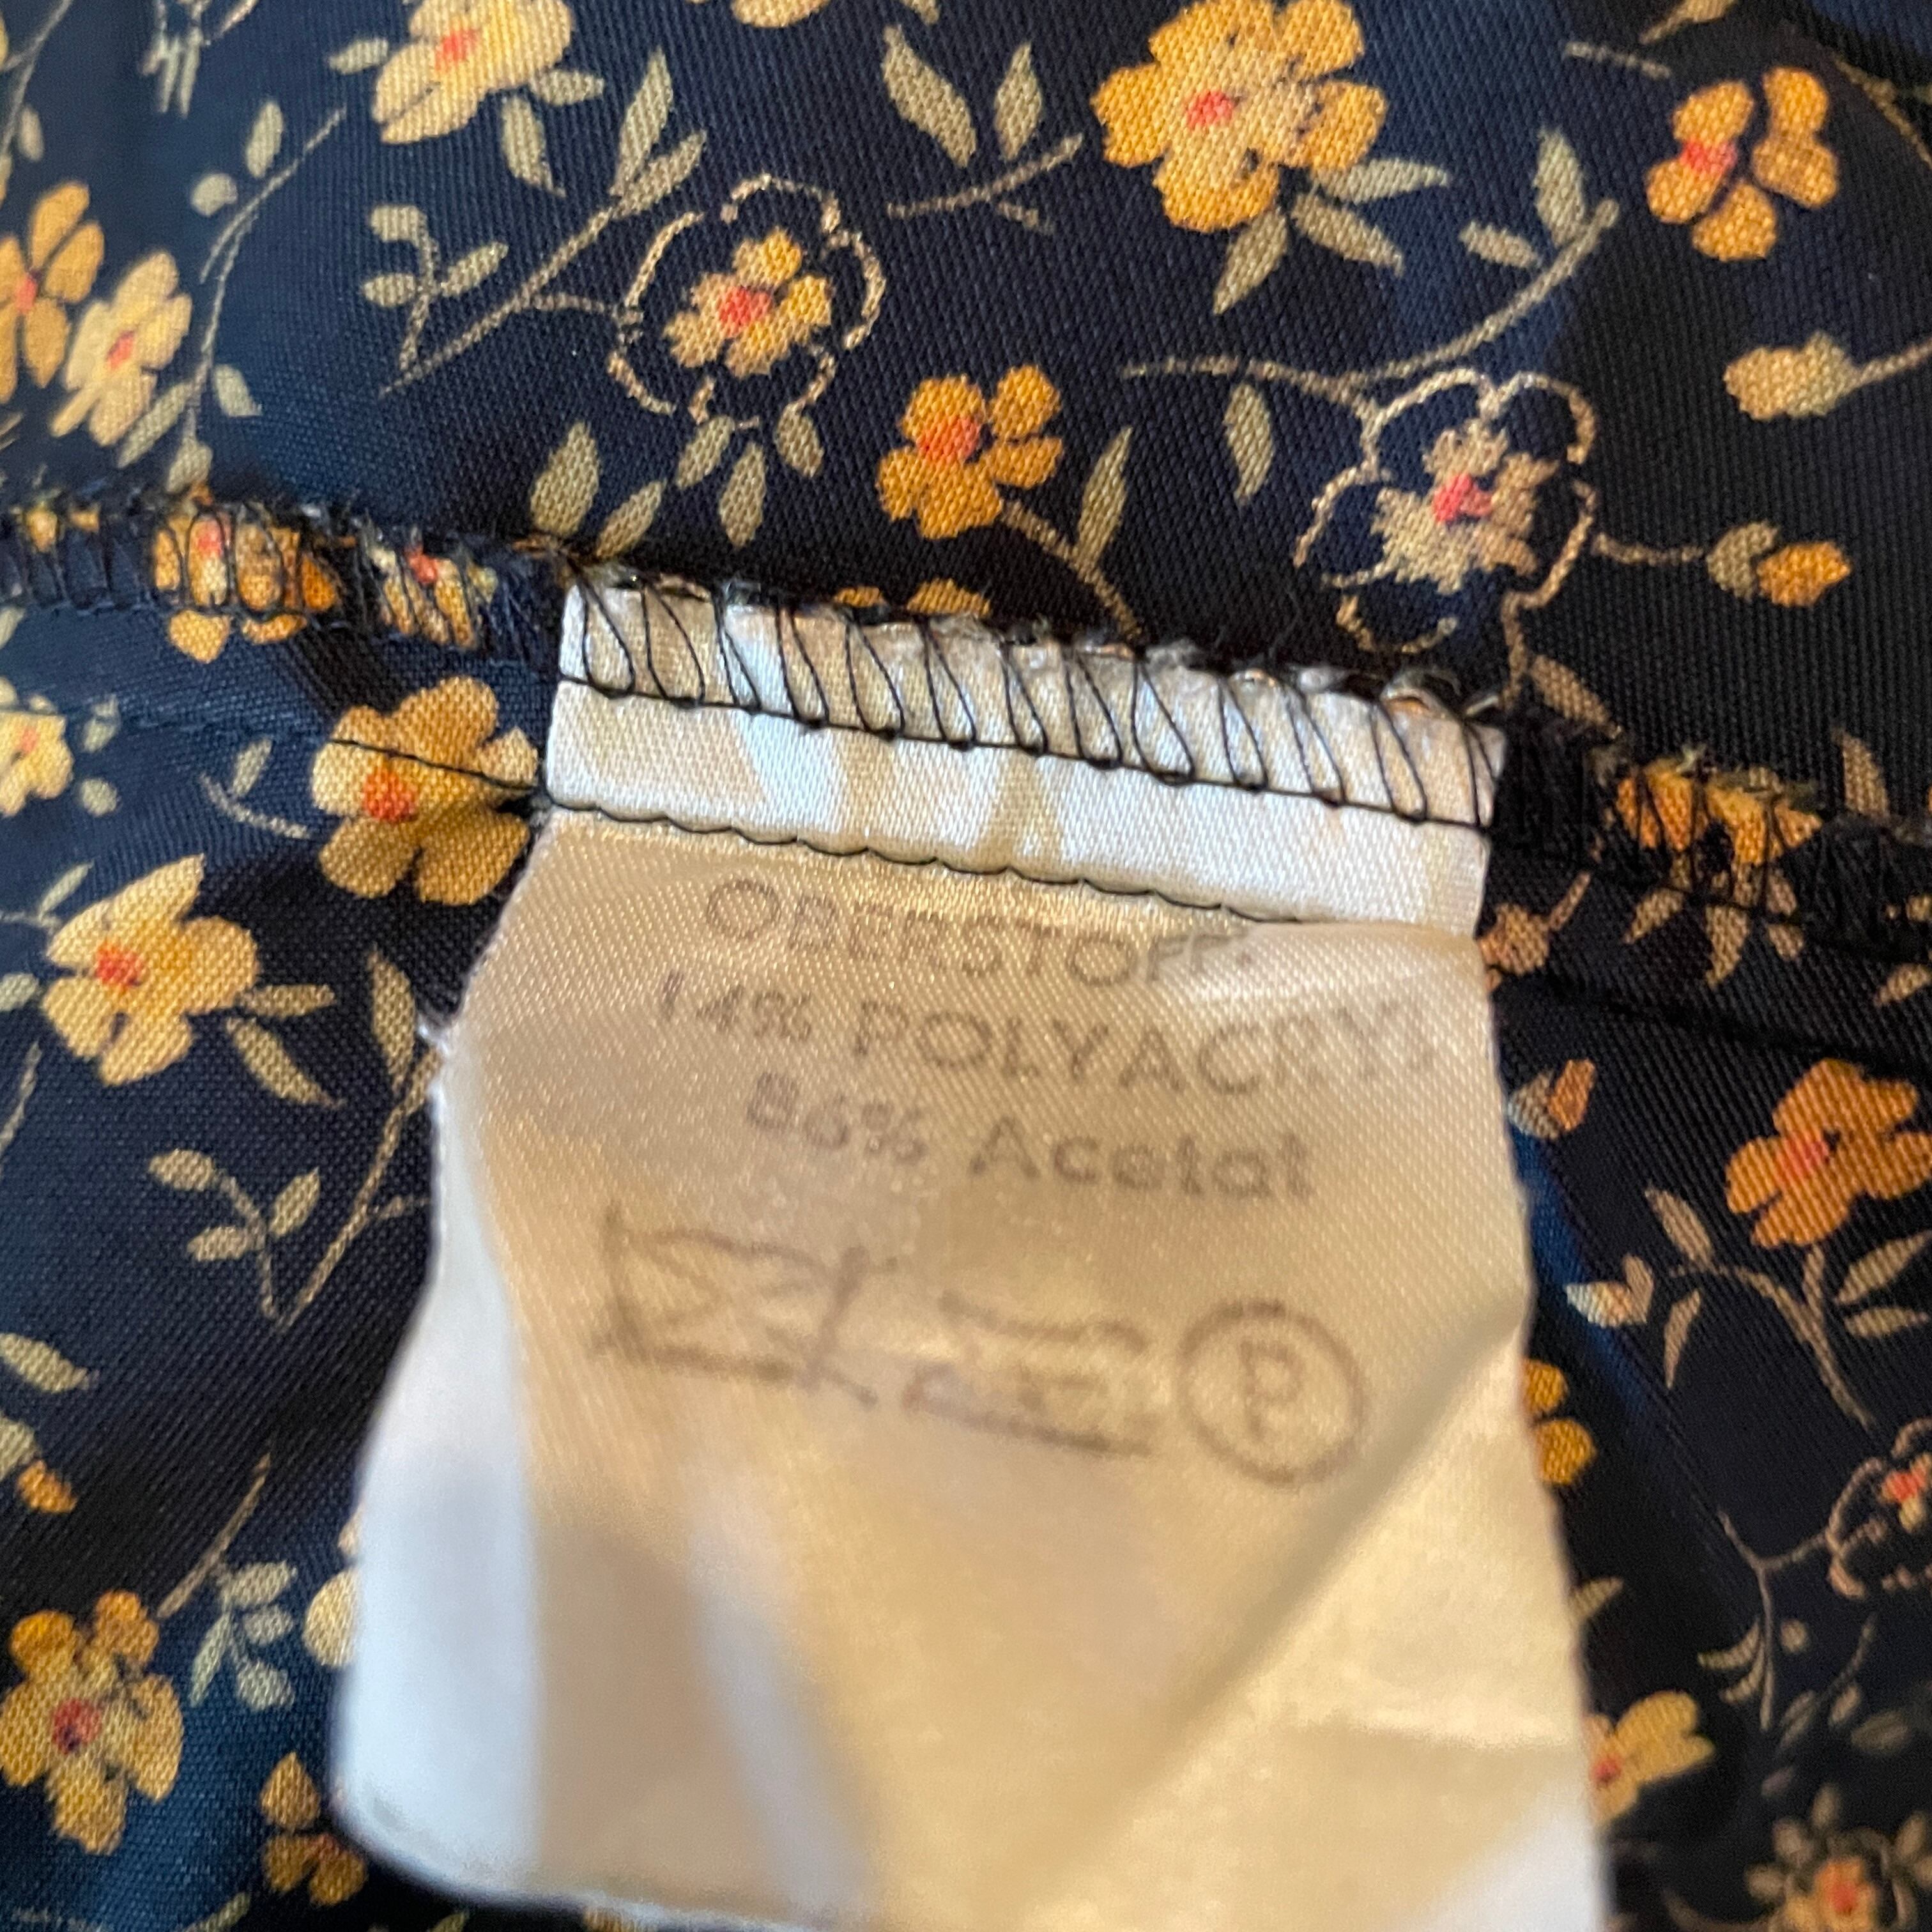 OBERSTOFF:
14% POLYACRYL
86% Acetat
P